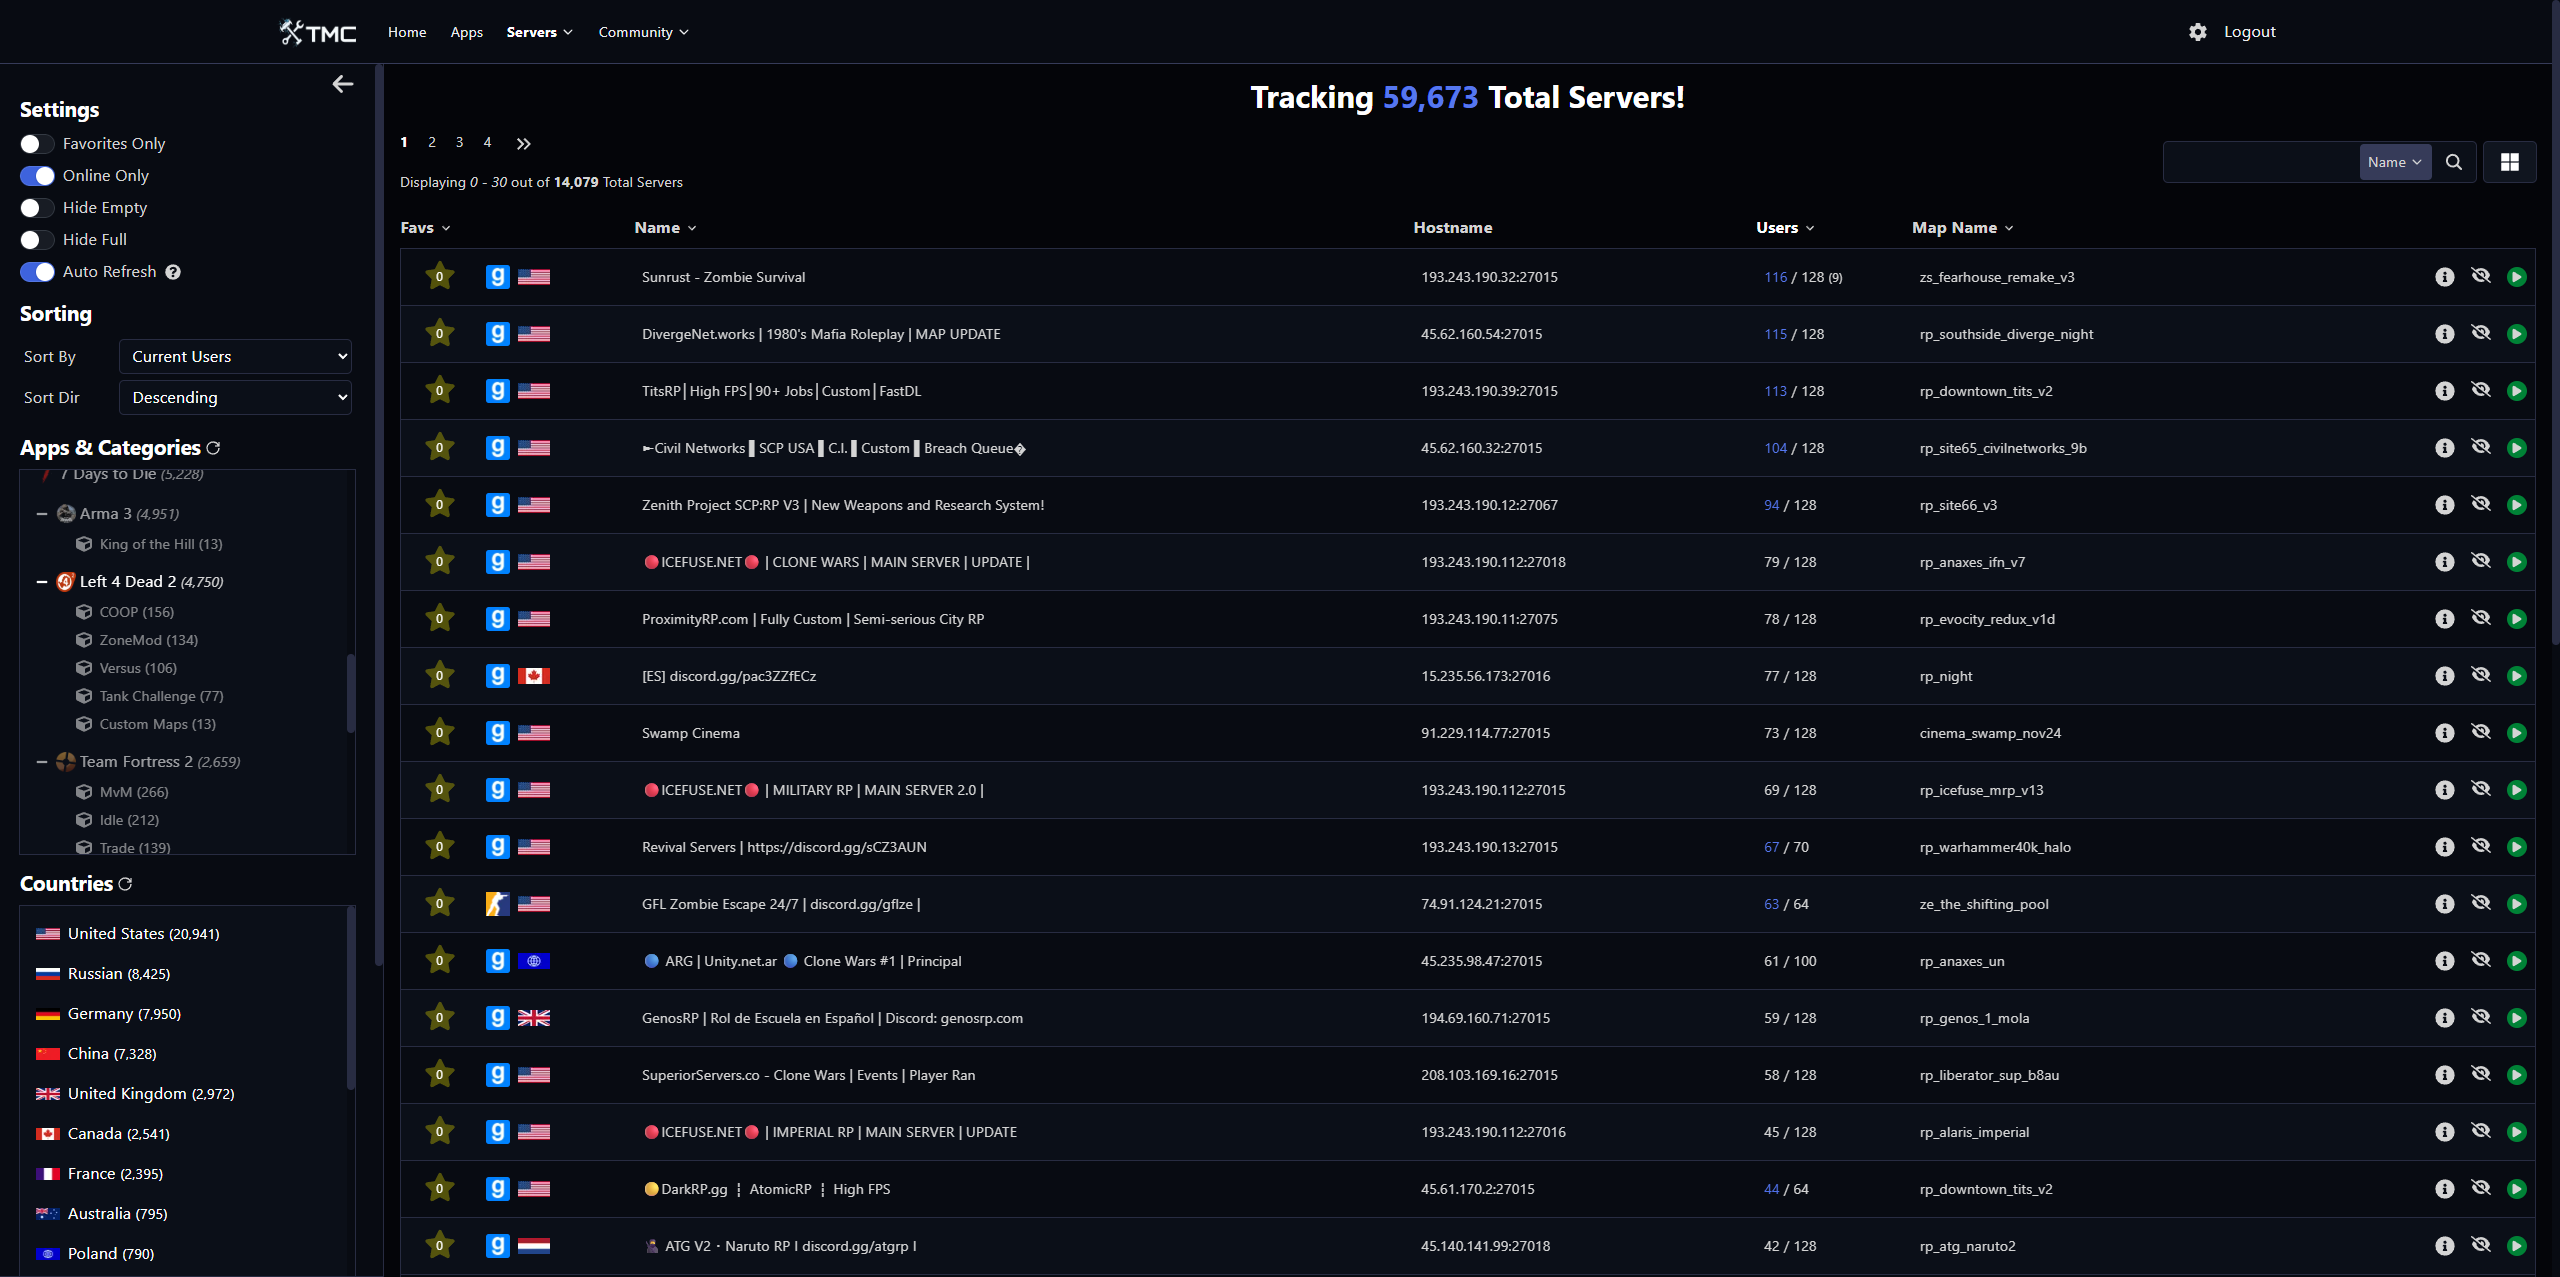 TMC Home Apps Servers Community Logout
Settings
Favorites Only
Online Only
Hide Empty
Hide Full
Auto Refresh ?
Sorting
Sort By Current Users
Sort Dir Descending
Apps & Categories
7 Days to Die (5,228)
Arma 3 (4,951)
King of the Hill (13)
Left 4 Dead 2 (4,750)
COOP (156)
ZoneMod (134)
Versus (106)
Tank Challenge (77)
Custom Maps (13)
Team Fortress 2 (2,659)
MvM (266)
Idle (212)
Trade (139)
Countries
United States (20,941)
Russian (8,425)
Germany (7,950)
China (7,328)
United Kingdom (2,972)
Canada (2,541)
France (2,395)
Australia (795)
Poland (790)
Tracking 59,673 Total Servers!
1 2 3 4 »
Displaying 0 - 30 out of 14,079 Total Servers
Name
Favs Name Hostname Users Map Name
0 g Sunrust - Zombie Survival 193.243.190.32:27015 116 / 128 (9) zs_fearhouse_remake_v3
0 g DivergeNet.works | 1980's Mafia Roleplay | MAP UPDATE 45.62.160.54:27015 115 / 128 rp_southside_diverge_night
0 g TitsRP|High FPS|90+ Jobs|Custom|FastDL 193.243.190.39:27015 113 / 128 rp_downtown_tits_v2
0 g ►Civil Networks▐ SCP USA▐ C.I.▐ Custom▐ Breach Queue� 45.62.160.32:27015 104 / 128 rp_site65_civilnetworks_9b
0 g Zenith Project SCP:RP V3 | New Weapons and Research System! 193.243.190.12:27067 94 / 128 rp_site66_v3
0 g 🔴ICEFUSE.NET🔴 | CLONE WARS | MAIN SERVER | UPDATE | 193.243.190.112:27018 79 / 128 rp_anaxes_ifn_v7
0 g ProximityRP.com | Fully Custom | Semi-serious City RP 193.243.190.11:27075 78 / 128 rp_evocity_redux_v1d
0 g [ES] discord.gg/pac3ZZfECz 15.235.56.173:27016 77 / 128 rp_night
0 g Swamp Cinema 91.229.114.77:27015 73 / 128 cinema_swamp_nov24
0 g 🔴ICEFUSE.NET🔴 | MILITARY RP | MAIN SERVER 2.0 | 193.243.190.112:27015 69 / 128 rp_icefuse_mrp_v13
0 g Revival Servers | https://discord.gg/sCZ3AUN 193.243.190.13:27015 67 / 70 rp_warhammer40k_halo
0 GFL Zombie Escape 24/7 | discord.gg/gflze | 74.91.124.21:27015 63 / 64 ze_the_shifting_pool
0 g 🔵 ARG | Unity.net.ar 🔵 Clone Wars #1 | Principal 45.235.98.47:27015 61 / 100 rp_anaxes_un
0 g GenosRP | Rol de Escuela en Español | Discord: genosrp.com 194.69.160.71:27015 59 / 128 rp_genos_1_mola
0 g SuperiorServers.co - Clone Wars | Events | Player Ran 208.103.169.16:27015 58 / 128 rp_liberator_sup_b8au
0 g 🔴ICEFUSE.NET🔴 | IMPERIAL RP | MAIN SERVER | UPDATE 193.243.190.112:27016 45 / 128 rp_alaris_imperial
0 g 🟡DarkRP.gg ┇ AtomicRP ┇ High FPS 45.61.170.2:27015 44 / 64 rp_downtown_tits_v2
0 g 🥷 ATG V2 · Naruto RP I discord.gg/atgrp I 45.140.141.99:27018 42 / 128 rp_atg_naruto2